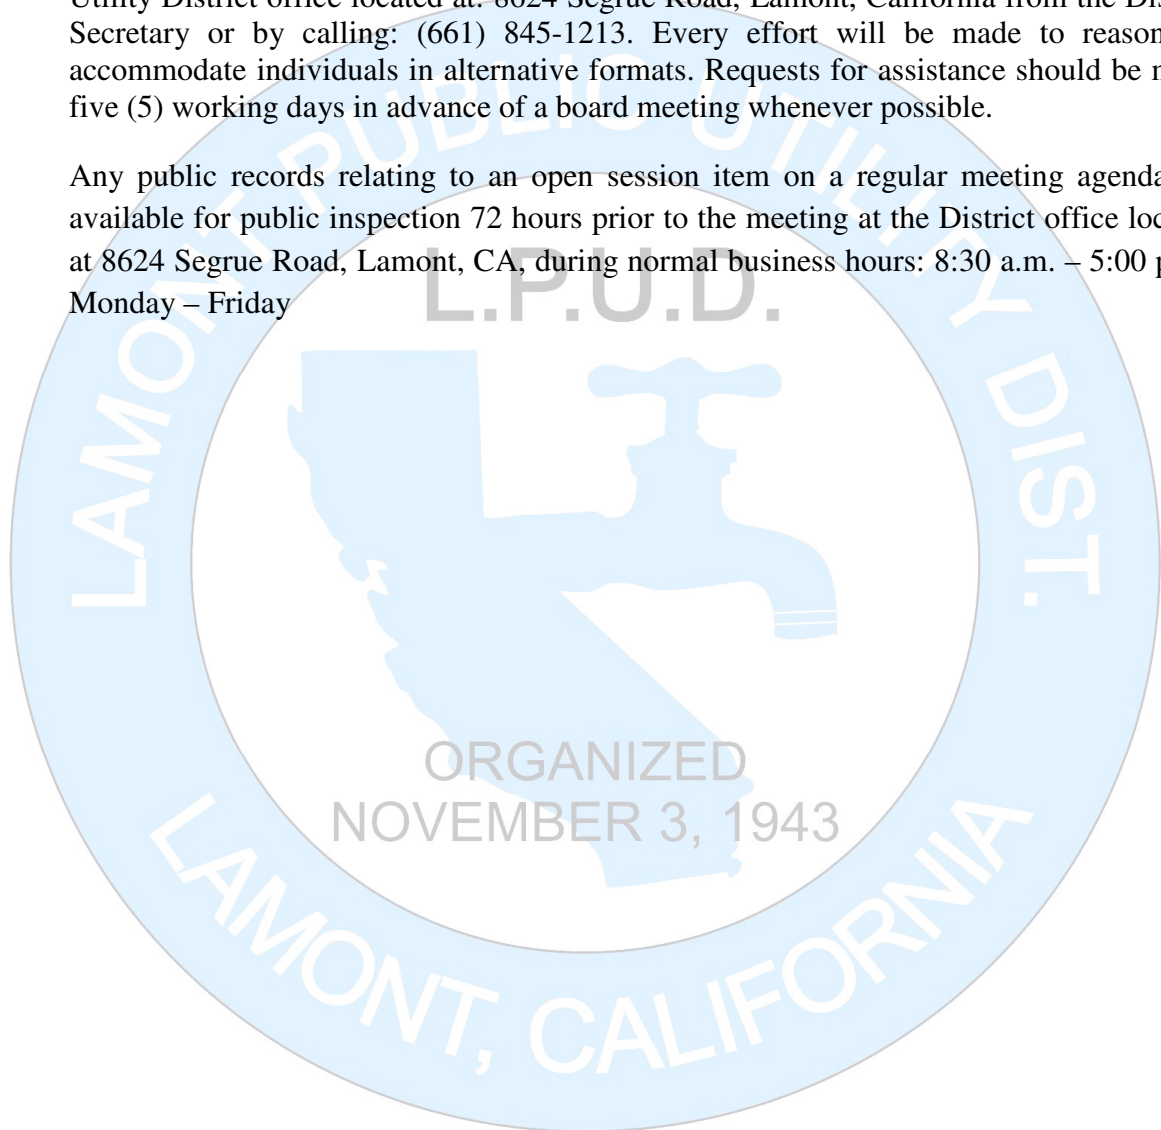 Utility District office located at: 8624 Segrue Road, Lamont, California from the
Secretary or by calling: (661) 845-1213. Every effort will be made to
accommodate individuals in alternative formats. Requests for assistance should be
five (5) working days in advance of a board meeting whenever possible.
Any public records relating to an open session item on a regular meeting agenda
available for public inspection 72 hours prior to the meeting at the District office
at 8624 Segrue Road, Lamont, CA, during normal business hours: 8:30 a.m. – 5:00
Monday – Friday
LAMONT PUBLIC UTILITY DIST.
L.P.U.D.
ORGANIZED
NOVEMBER 3, 1943
LAMONT, CALIFORNIA